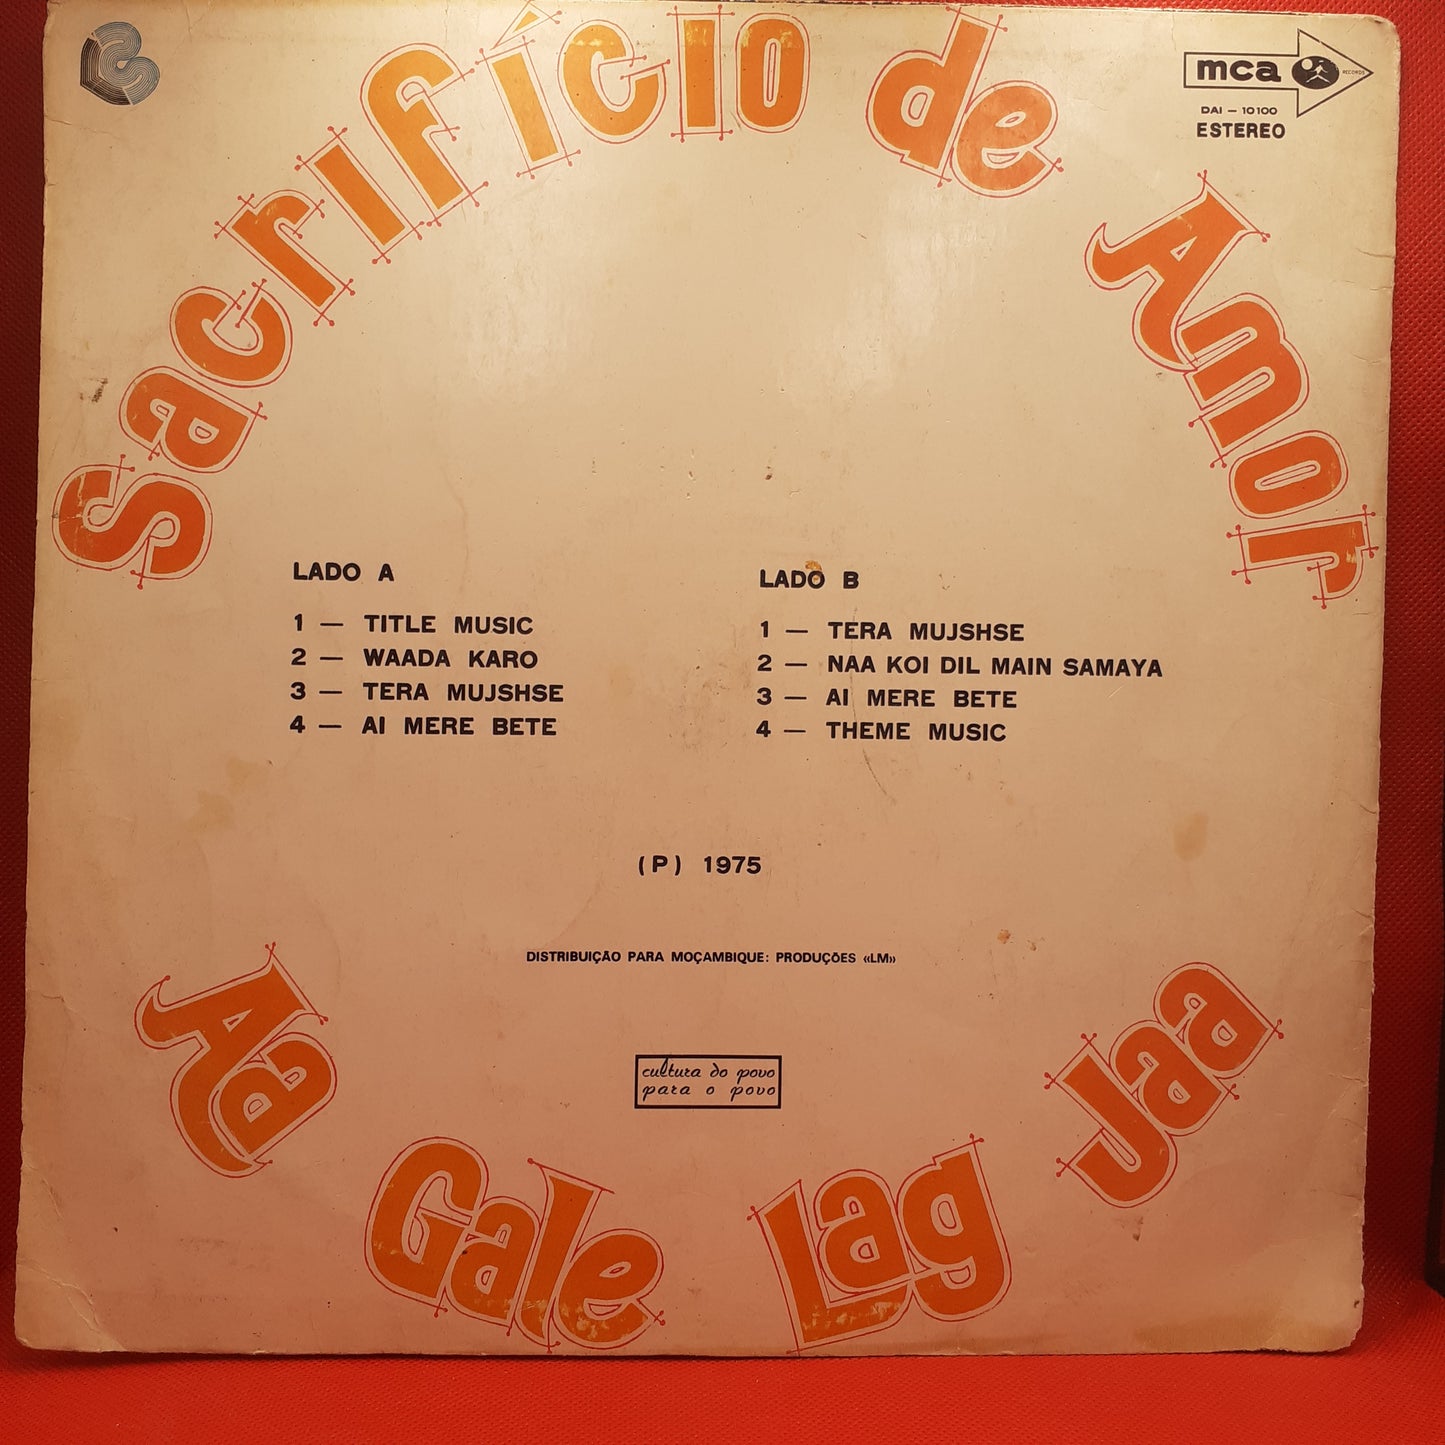 Sacrifício de Amor
mca RECORDS
DAI — 10100
ESTEREO
LADO A
1 — TITLE MUSIC
2 — WAADA KARO
3 — TERA MUJSHSE
4 — AI MERE BETE
LADO B
1 — TERA MUJSHSE
2 — NAA KOI DIL MAIN SAMAYA
3 — AI MERE BETE
4 — THEME MUSIC
(P) 1975
DISTRIBUIÇÃO PARA MOÇAMBIQUE: PRODUÇÕES «LM»
cultura do povo
para o povo
Aa Gale Lag Jaa